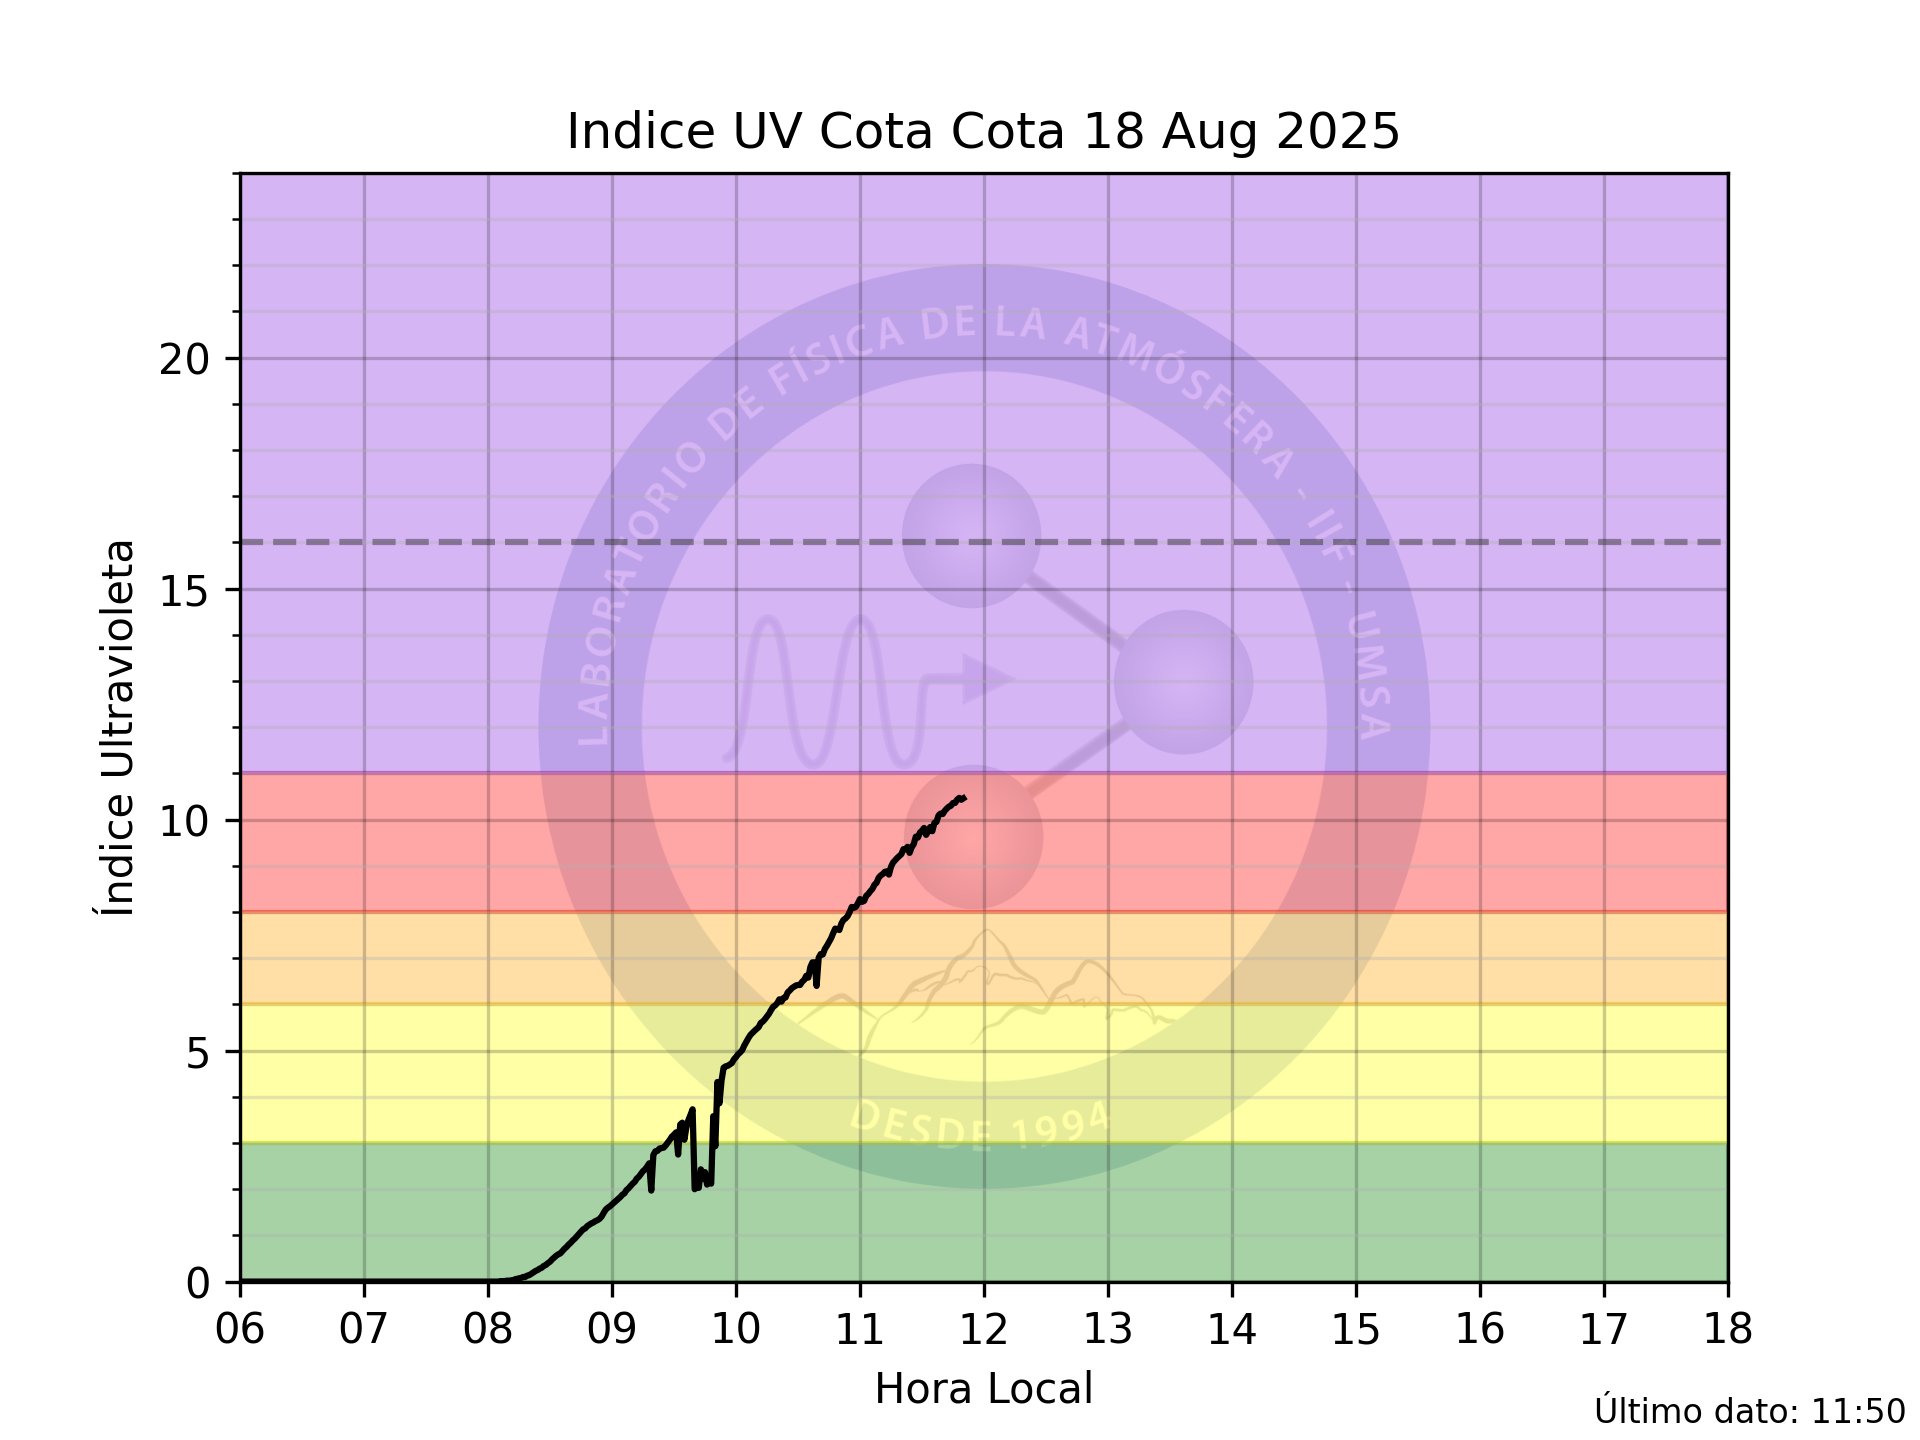 Indice UV Cota Cota 18 Aug 2025
LABORATORIO DE FÍSICA DE LA ATMÓSFERA - IIF - UMSA
DESDE 1994
Índice Ultravioleta
20
15
10
5
0
06 07 08 09 10 11 12 13 14 15 16 17 18
Hora Local
Último dato: 11:50